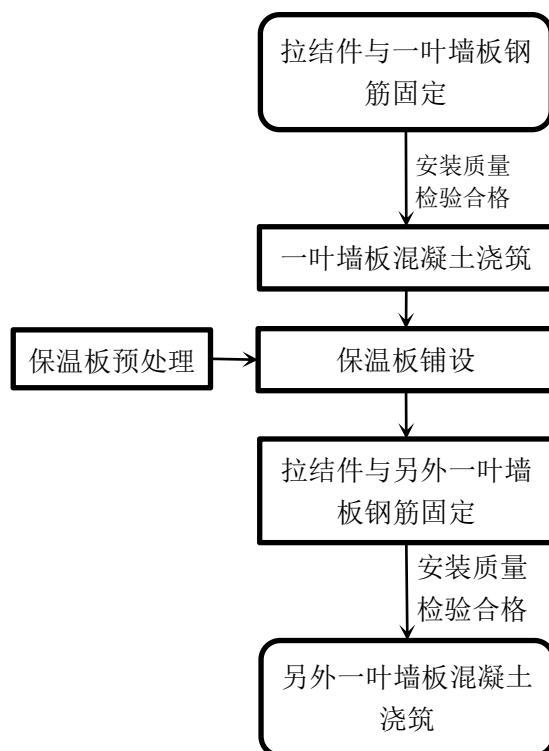 拉结件与一叶墙板钢
筋固定
安装质量
检验合格
一叶墙板混凝土浇筑
保温板预处理
保温板铺设
拉结件与另外一叶墙
板钢筋固定
安装质量
检验合格
另外一叶墙板混凝土
浇筑